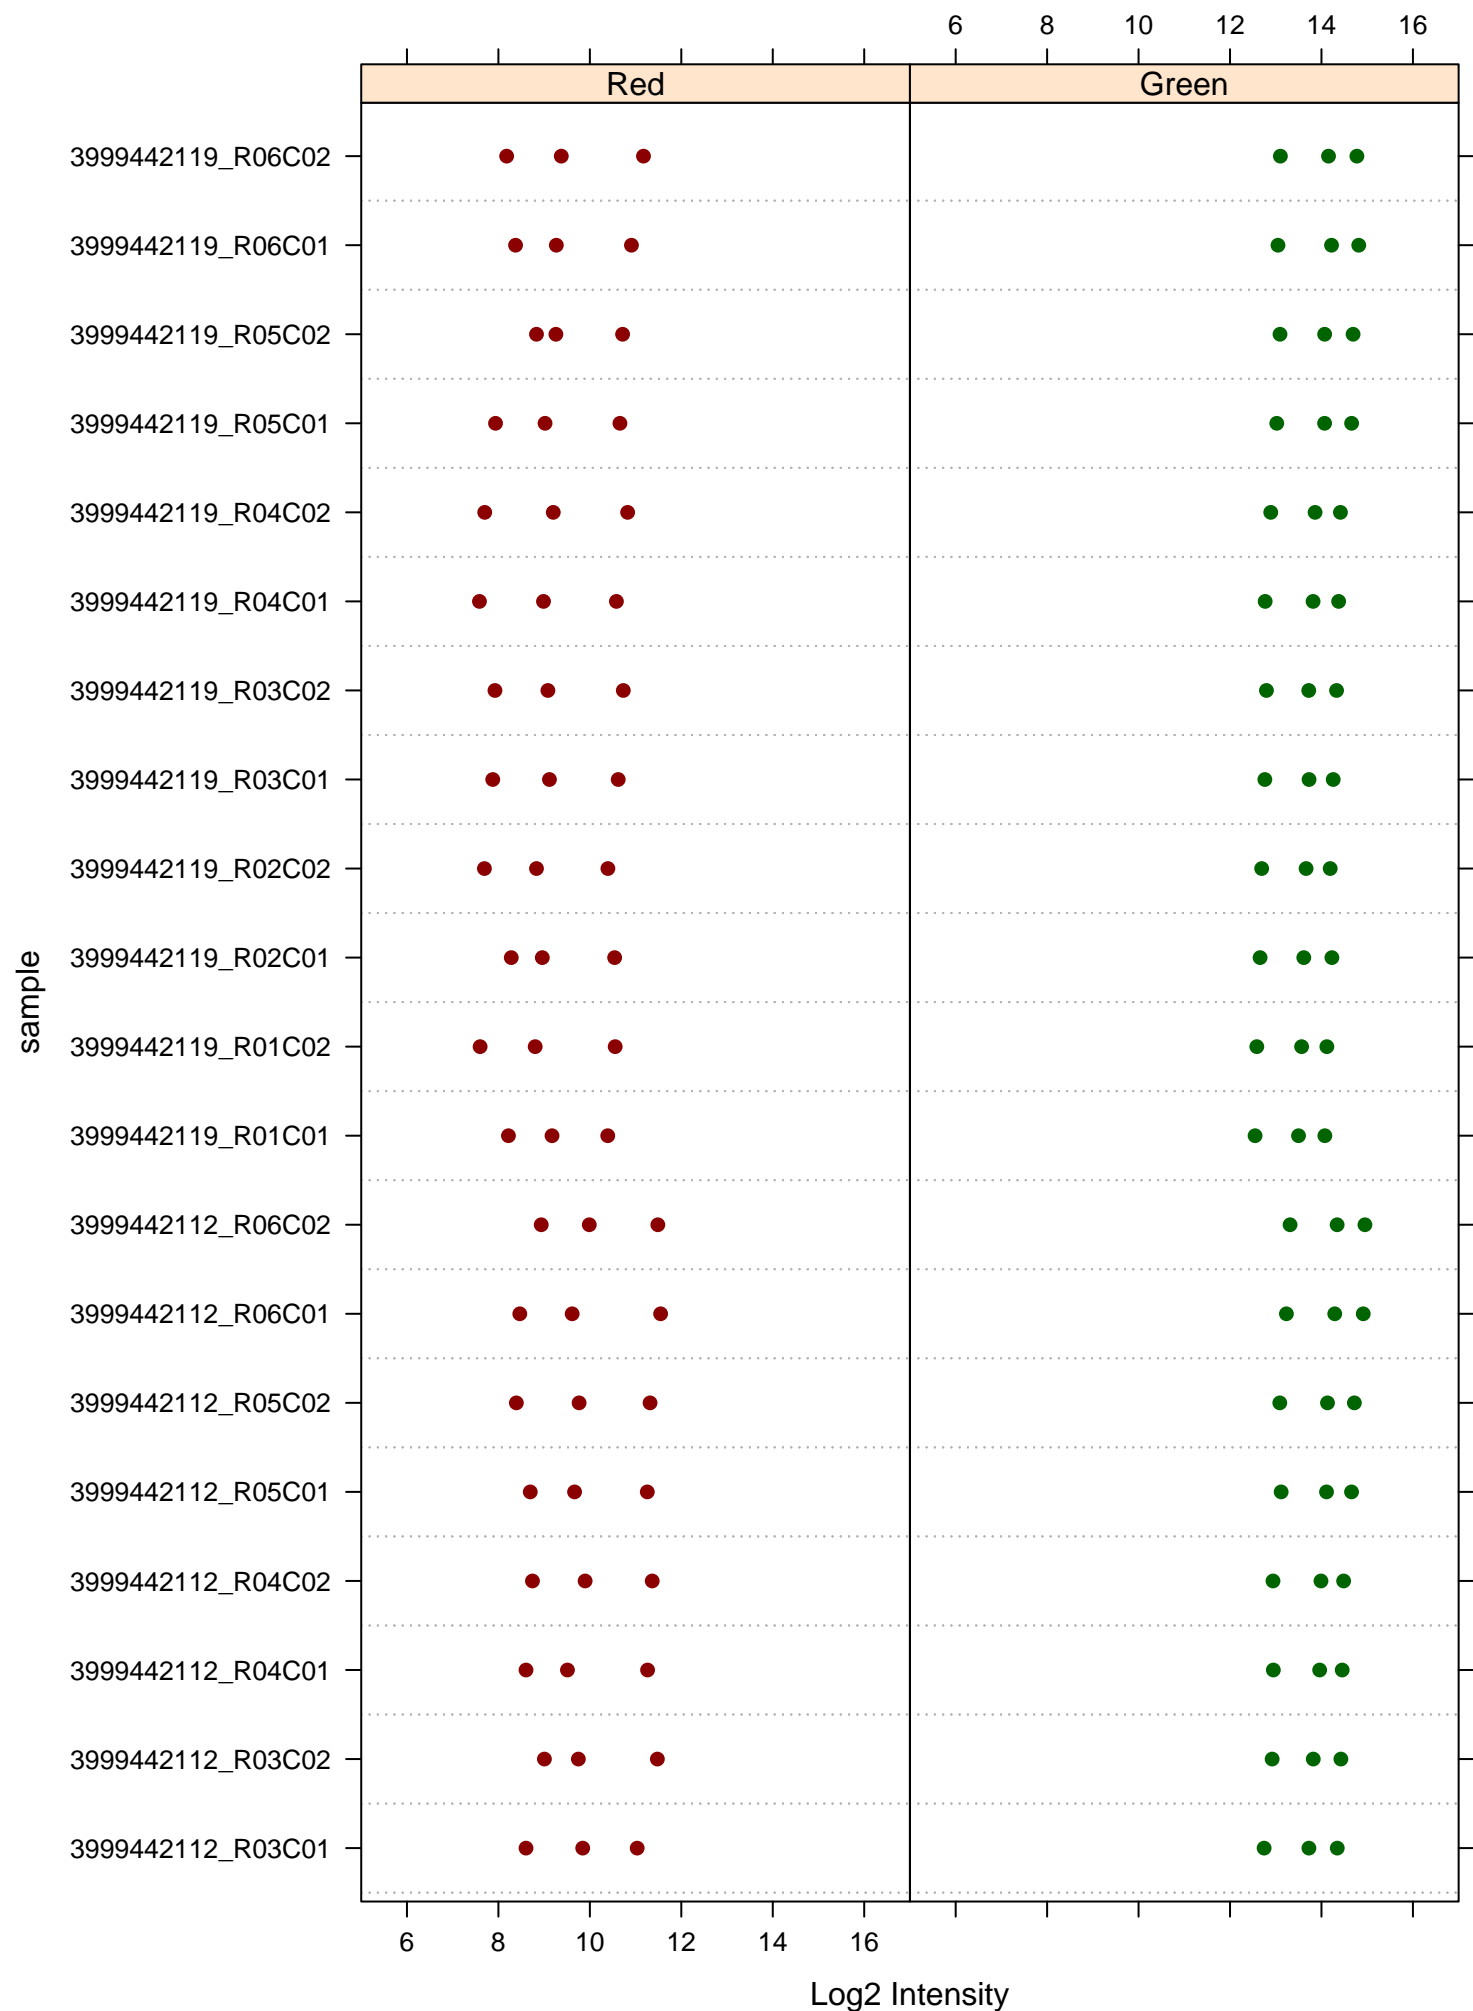 6 8 10 12 14 16
Red Green
3999442119_R06C02
3999442119_R06C01
3999442119_R05C02
3999442119_R05C01
3999442119_R04C02
3999442119_R04C01
3999442119_R03C02
3999442119_R03C01
3999442119_R02C02
3999442119_R02C01
3999442119_R01C02
3999442119_R01C01
3999442112_R06C02
3999442112_R06C01
3999442112_R05C02
3999442112_R05C01
3999442112_R04C02
3999442112_R04C01
3999442112_R03C02
3999442112_R03C01
sample
6 8 10 12 14 16
Log2 Intensity